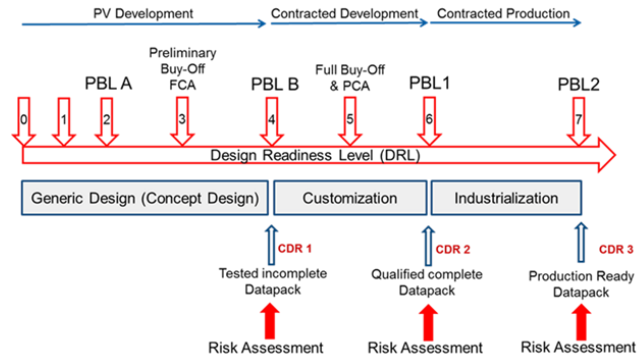 PV Development
Contracted Development
Contracted Production
Preliminary
Buy-Off
FCA
PBL A
PBL B
Full Buy-Off
& PCA
PBL1
PBL2
0
1
2
3
4
5
6
7
Design Readiness Level (DRL)
Generic Design (Concept Design)
Customization
Industrialization
CDR 1
CDR 2
CDR 3
Tested incomplete
Datapack
Qualified complete
Datapack
Production Ready
Datapack
Risk Assessment
Risk Assessment
Risk Assessment